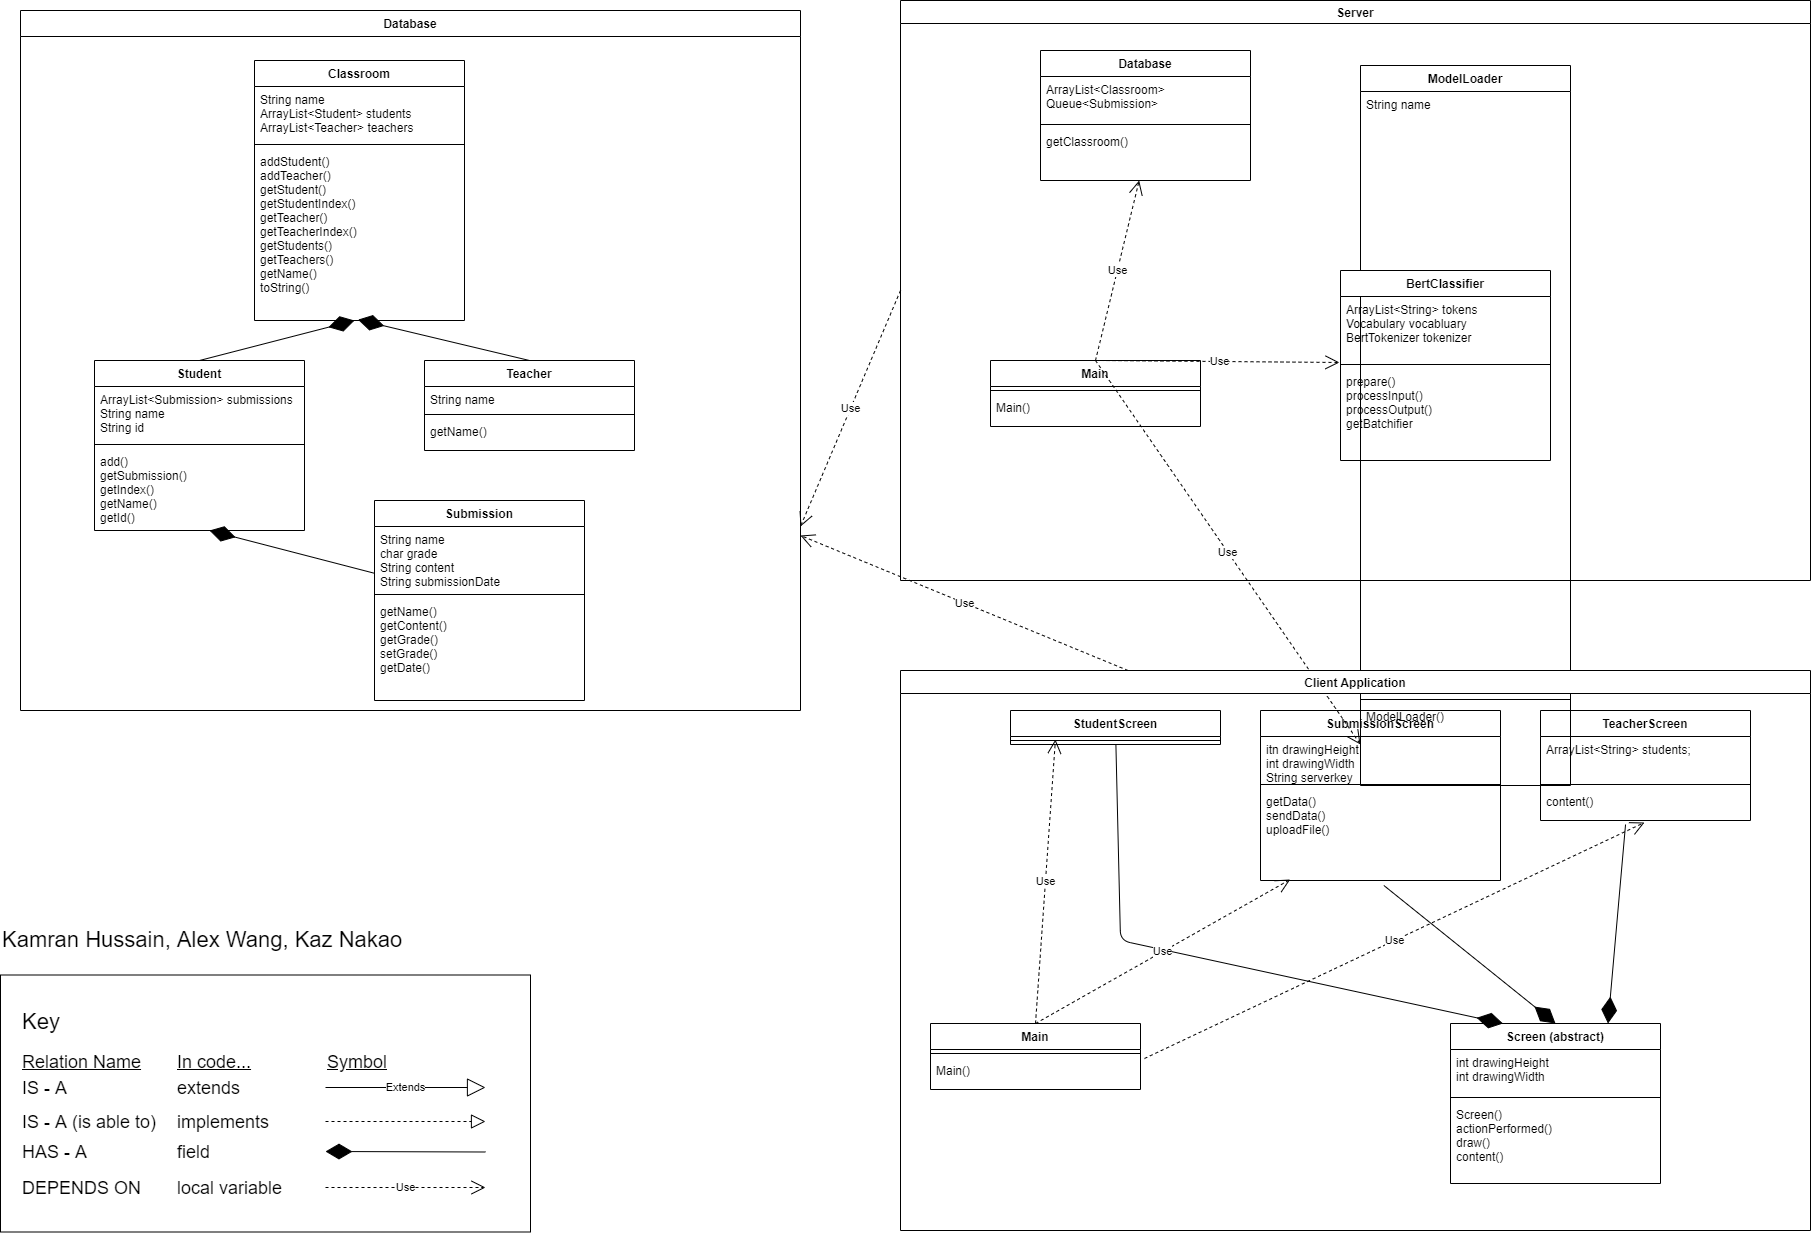 Database
Classroom
String name
ArrayList<Student> students
ArrayList<Teacher> teachers
addStudent()
addTeacher()
getStudent()
getStudentIndex()
getTeacher()
getTeacherIndex()
getStudents()
getTeachers()
getName()
toString()
Student
ArrayList<Submission> submissions
String name
String id
add()
getSubmission()
getIndex()
getName()
getId()
Teacher
String name
getName()
Submission
String name
char grade
String content
String submissionDate
getName()
getContent()
getGrade()
setGrade()
getDate()
Use
Use
Server
Database
ArrayList<Classroom>
Queue<Submission>
getClassroom()
ModelLoader
String name
Use
BertClassifier
ArrayList<String> tokens
Vocabulary vocabluary
BertTokenizer tokenizer
prepare()
processInput()
processOutput()
getBatchifier
Use
Main
Main()
Use
Client Application
ModelLoader()
StudentScreen
SubmissionScreen
itn drawingHeight
int drawingWidth
String serverkey
getData()
sendData()
uploadFile()
TeacherScreen
ArrayList<String> students;
content()
Use
Use
Use
Main
Main()
Screen (abstract)
int drawingHeight
int drawingWidth
Screen()
actionPerformed()
draw()
content()
Kamran Hussain, Alex Wang, Kaz Nakao
Key
Relation Name In code... Symbol
IS - A extends Extends
IS - A (is able to) implements
HAS - A field
DEPENDS ON local variable Use